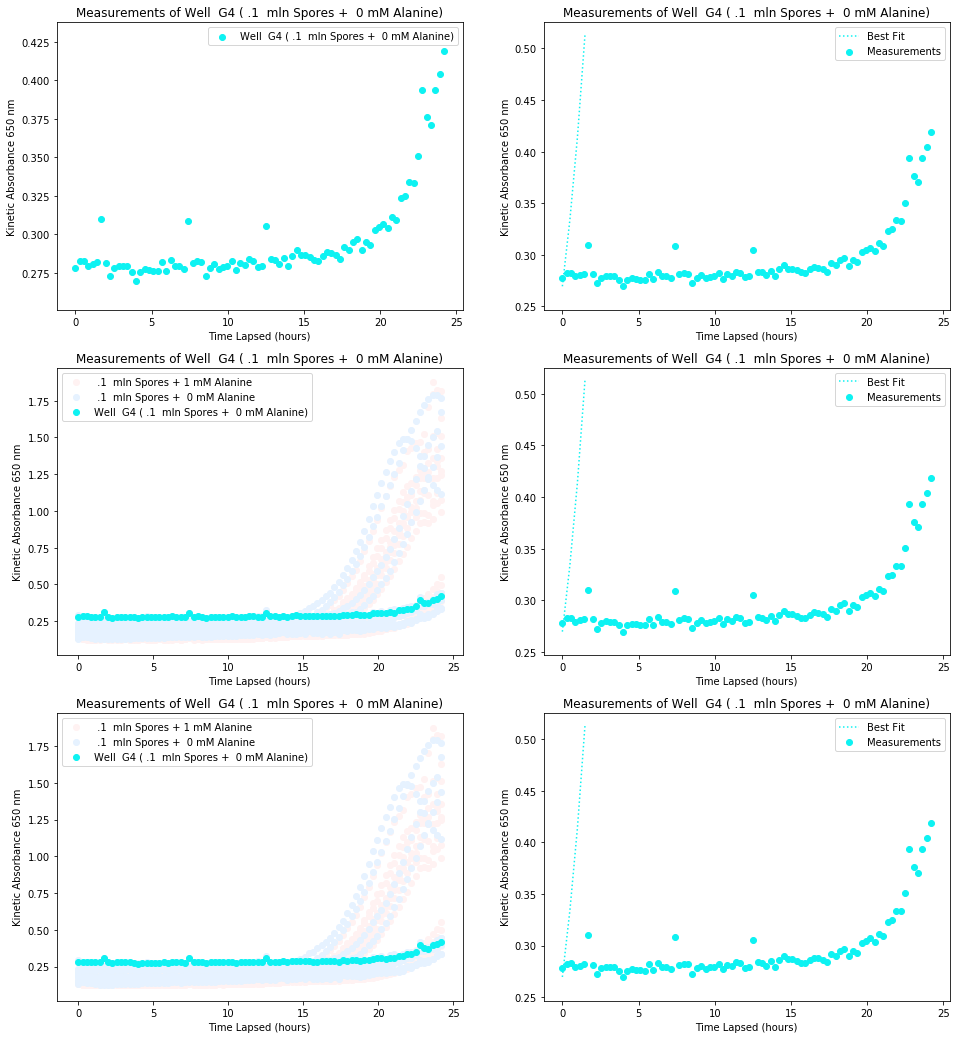 Measurements of Well  G4 ( .1  mln Spores +  0 mM Alanine)
Well  G4 ( .1  mln Spores +  0 mM Alanine)
Kinetic Absorbance 650 nm
0.425
0.400
0.375
0.350
0.325
0.300
0.275
0 5 10 15 20 25
Time Lapsed (hours)
Measurements of Well  G4 ( .1  mln Spores +  0 mM Alanine)
Best Fit
Measurements
Kinetic Absorbance 650 nm
0.50
0.45
0.40
0.35
0.30
0.25
0 5 10 15 20 25
Time Lapsed (hours)
Measurements of Well  G4 ( .1  mln Spores +  0 mM Alanine)
.1  mln Spores + 1 mM Alanine
.1  mln Spores +  0 mM Alanine
Well  G4 ( .1  mln Spores +  0 mM Alanine)
Kinetic Absorbance 650 nm
1.75
1.50
1.25
1.00
0.75
0.50
0.25
0 5 10 15 20 25
Time Lapsed (hours)
Measurements of Well  G4 ( .1  mln Spores +  0 mM Alanine)
Best Fit
Measurements
Kinetic Absorbance 650 nm
0.50
0.45
0.40
0.35
0.30
0.25
0 5 10 15 20 25
Time Lapsed (hours)
Measurements of Well  G4 ( .1  mln Spores +  0 mM Alanine)
.1  mln Spores + 1 mM Alanine
.1  mln Spores +  0 mM Alanine
Well  G4 ( .1  mln Spores +  0 mM Alanine)
Kinetic Absorbance 650 nm
1.75
1.50
1.25
1.00
0.75
0.50
0.25
0 5 10 15 20 25
Time Lapsed (hours)
Measurements of Well  G4 ( .1  mln Spores +  0 mM Alanine)
Best Fit
Measurements
Kinetic Absorbance 650 nm
0.50
0.45
0.40
0.35
0.30
0.25
0 5 10 15 20 25
Time Lapsed (hours)